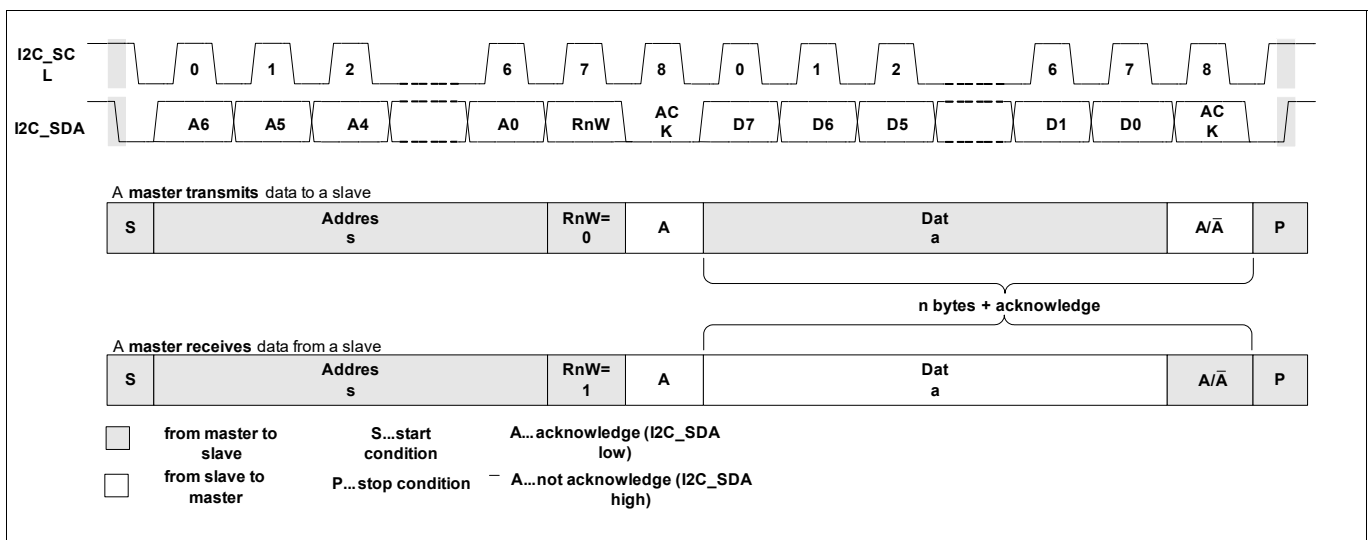 I2C_SC
L
0 1 2 6 7 8 0 1 2 6 7 8
I2C_SDA
A6 A5 A4 A0 RnW AC
K
D7 D6 D5 D1 D0 AC
K
A master transmits data to a slave
S Addres
s
RnW=
0
A Dat
a
A/A̅ P
n bytes + acknowledge
A master receives data from a slave
S Addres
s
RnW=
1
A Dat
a
A/A̅ P
from master to
slave
S...start
condition
A...acknowledge (I2C_SDA
low)
from slave to
master
P...stop condition
‾ A...not acknowledge (I2C_SDA
high)